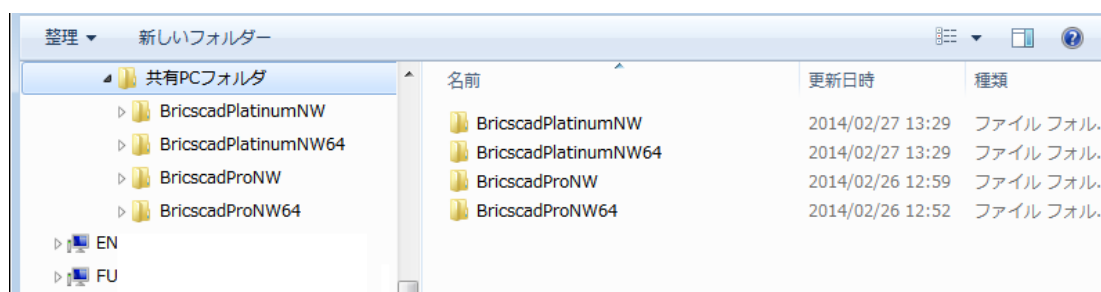 整理 新しいフォルダー
共有PCフォルダ
BricscadPlatinumNW
BricscadPlatinumNW64
BricscadProNW
BricscadProNW64
EN
FU
名前 更新日時 種類
BricscadPlatinumNW 2014/02/27 13:29 ファイル フォル...
BricscadPlatinumNW64 2014/02/27 13:29 ファイル フォル...
BricscadProNW 2014/02/26 12:59 ファイル フォル...
BricscadProNW64 2014/02/26 12:52 ファイル フォル...